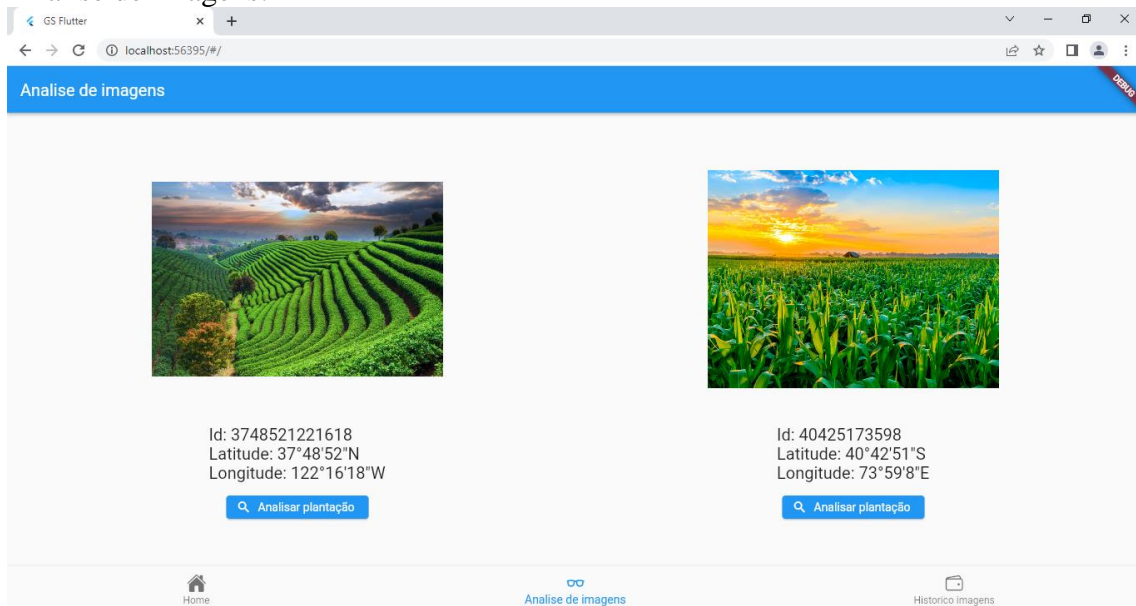 GS Flutter
localhost:56395/#/
Analise de imagens
DEBUG
Id: 3748521221618
Latitude: 37°48'52"N
Longitude: 122°16'18"W
Analisar plantação
Id: 40425173598
Latitude: 40°42'51"S
Longitude: 73°59'8"E
Analisar plantação
Home
Analise de imagens
Historico imagens